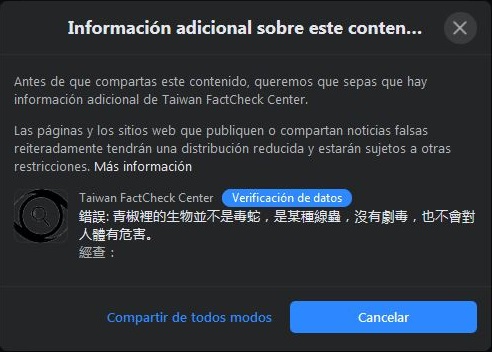 Información adicional sobre este conten...
Antes de que compartas este contenido, queremos que sepas que hay
información adicional de Taiwan FactCheck Center.
Las páginas y los sitios web que publiquen o compartan noticias falsas
reiteradamente tendrán una distribución reducida y estarán sujetos a otras
restricciones. Más información
Taiwan FactCheck Center Verificación de datos
錯誤: 青椒裡的生物並不是毒蛇，是某種線蟲，沒有劇毒，也不會對
人體有危害。
經查：
Compartir de todos modos Cancelar